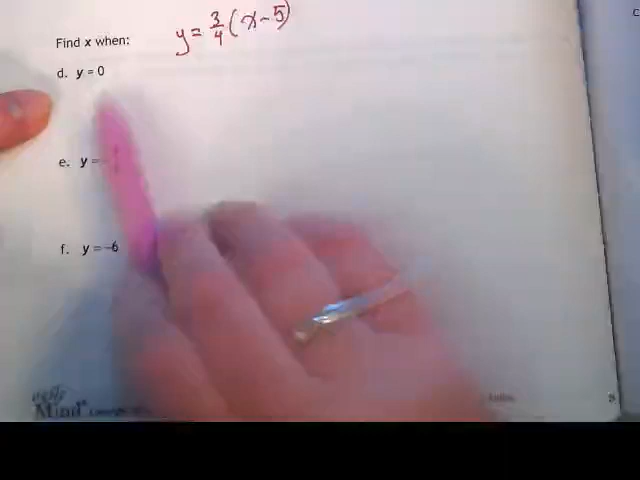 y = 3/4 (x - 5)
Find x when:
d. y = 0
e. y =
f. y = -6